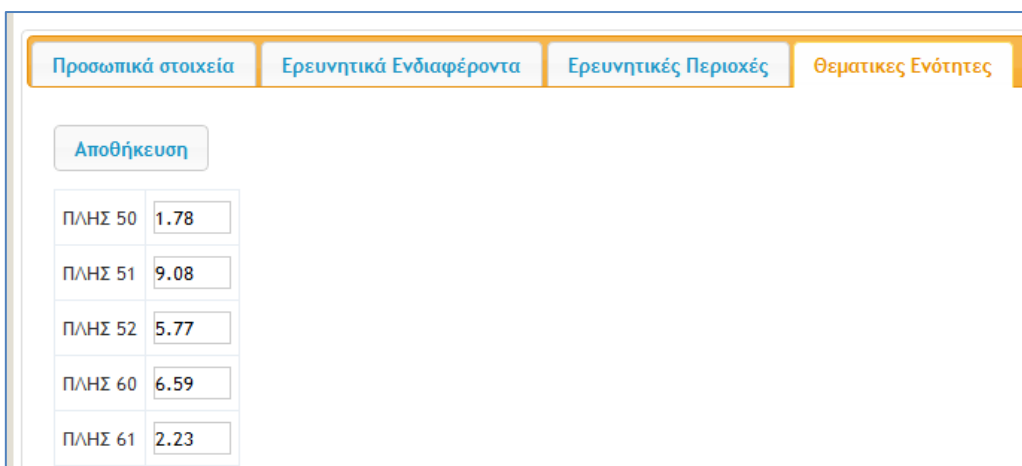 Προσωπικά στοιχεία Ερευνητικά Ενδιαφέροντα Ερευνητικές Περιοχές Θεματικες Ενότητες
Αποθήκευση
ΠΛΗΣ 50 1.78
ΠΛΗΣ 51 9.08
ΠΛΗΣ 52 5.77
ΠΛΗΣ 60 6.59
ΠΛΗΣ 61 2.23